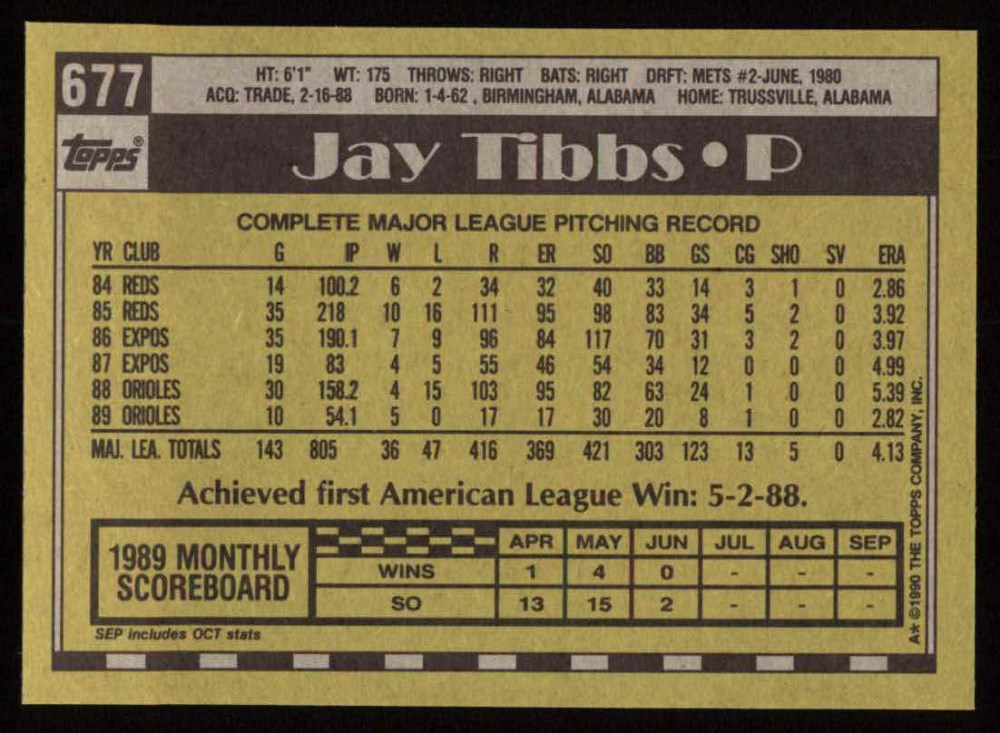 677
HT: 6'1" WT: 175 THROWS: RIGHT BATS: RIGHT DRFT: METS #2-JUNE, 1980
ACQ: TRADE, 2-16-88 BORN: 1-4-62, BIRMINGHAM, ALABAMA HOME: TRUSSVILLE, ALABAMA
Topps®
Jay Tibbs • P
COMPLETE MAJOR LEAGUE PITCHING RECORD
YR CLUB G IP W L R ER SO BB GS CG SHO SV ERA
84 REDS 14 100.2 6 2 34 32 40 33 14 3 1 0 2.86
85 REDS 35 218 10 16 111 95 98 83 34 5 2 0 3.92
86 EXPOS 35 190.1 7 9 96 84 117 70 31 3 2 0 3.97
87 EXPOS 19 83 4 5 55 46 54 34 12 0 0 0 4.99
88 ORIOLES 30 158.2 4 15 103 95 82 63 24 1 0 0 5.39
89 ORIOLES 10 54.1 5 0 17 17 30 20 8 1 0 0 2.82
MAJ. LEA. TOTALS 143 805 36 47 416 369 421 303 123 13 5 0 4.13
Achieved first American League Win: 5-2-88.
1989 MONTHLY SCOREBOARD
APR MAY JUN JUL AUG SEP
WINS 1 4 0 - - -
SO 13 15 2 - - -
SEP includes OCT stats
A* ©1990 THE TOPPS COMPANY, INC.